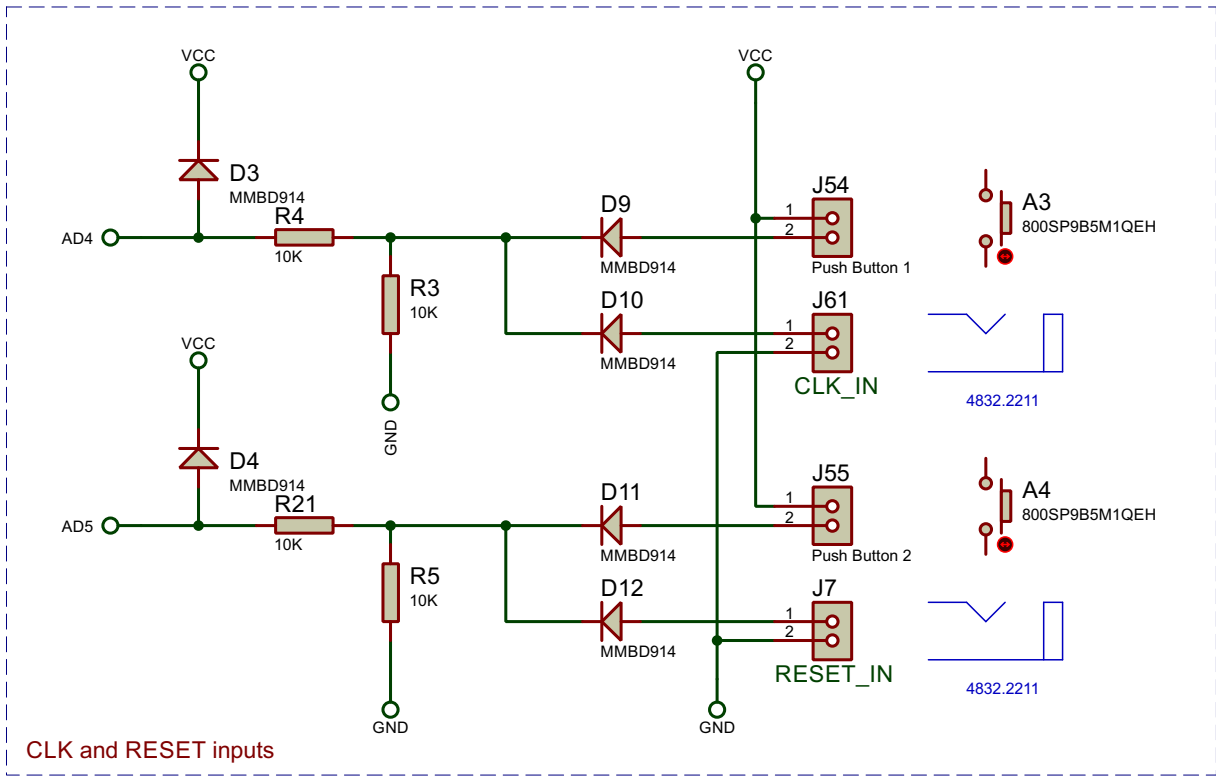 VCC
VCC
D3
MMBD914
R4
10K
AD4
R3
10K
GND
D9
MMBD914
D10
MMBD914
J54
1
2
Push Button 1
J61
1
2
CLK_IN
A3
800SP9B5M1QEH
4832.2211
VCC
D4
MMBD914
R21
10K
AD5
R5
10K
GND
D11
MMBD914
D12
MMBD914
J55
1
2
Push Button 2
J7
1
2
RESET_IN
GND
A4
800SP9B5M1QEH
4832.2211
CLK and RESET inputs